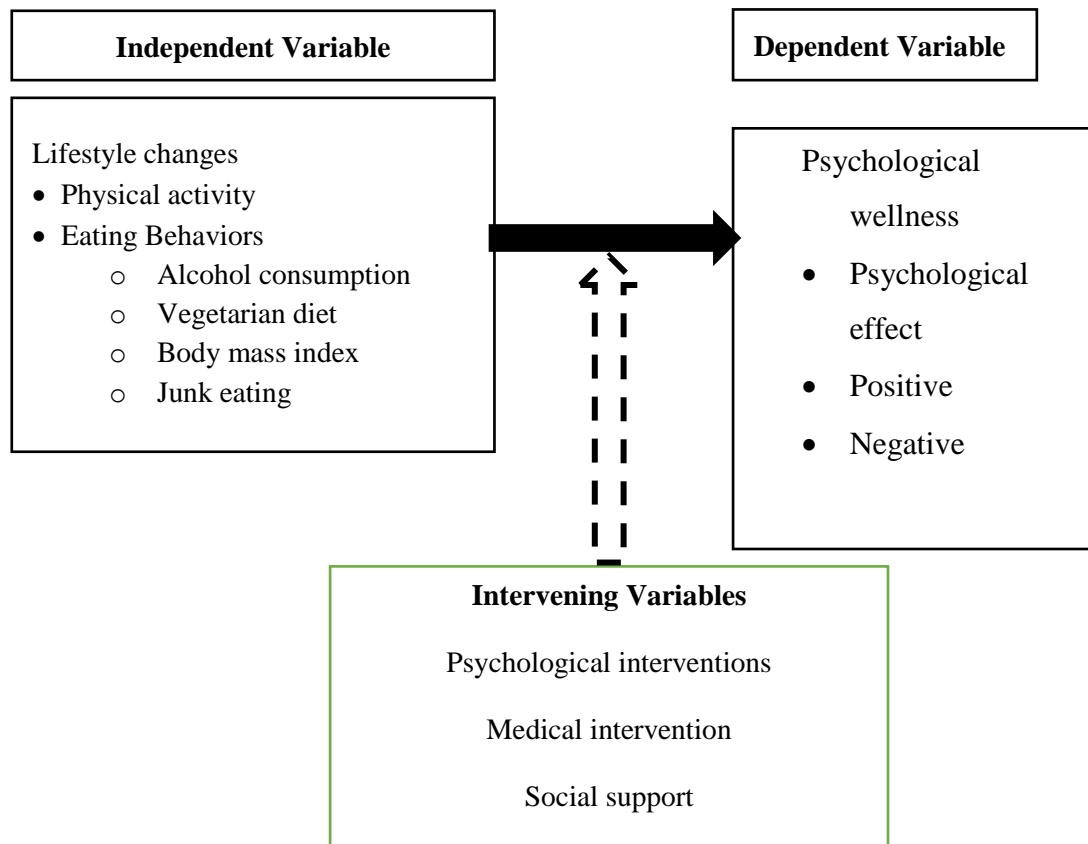 Independent Variable
Dependent Variable
Lifestyle changes
• Physical activity
• Eating Behaviors
o Alcohol consumption
o Vegetarian diet
o Body mass index
o Junk eating
Psychological
wellness
• Psychological
effect
• Positive
• Negative
Intervening Variables
Psychological interventions
Medical intervention
Social support